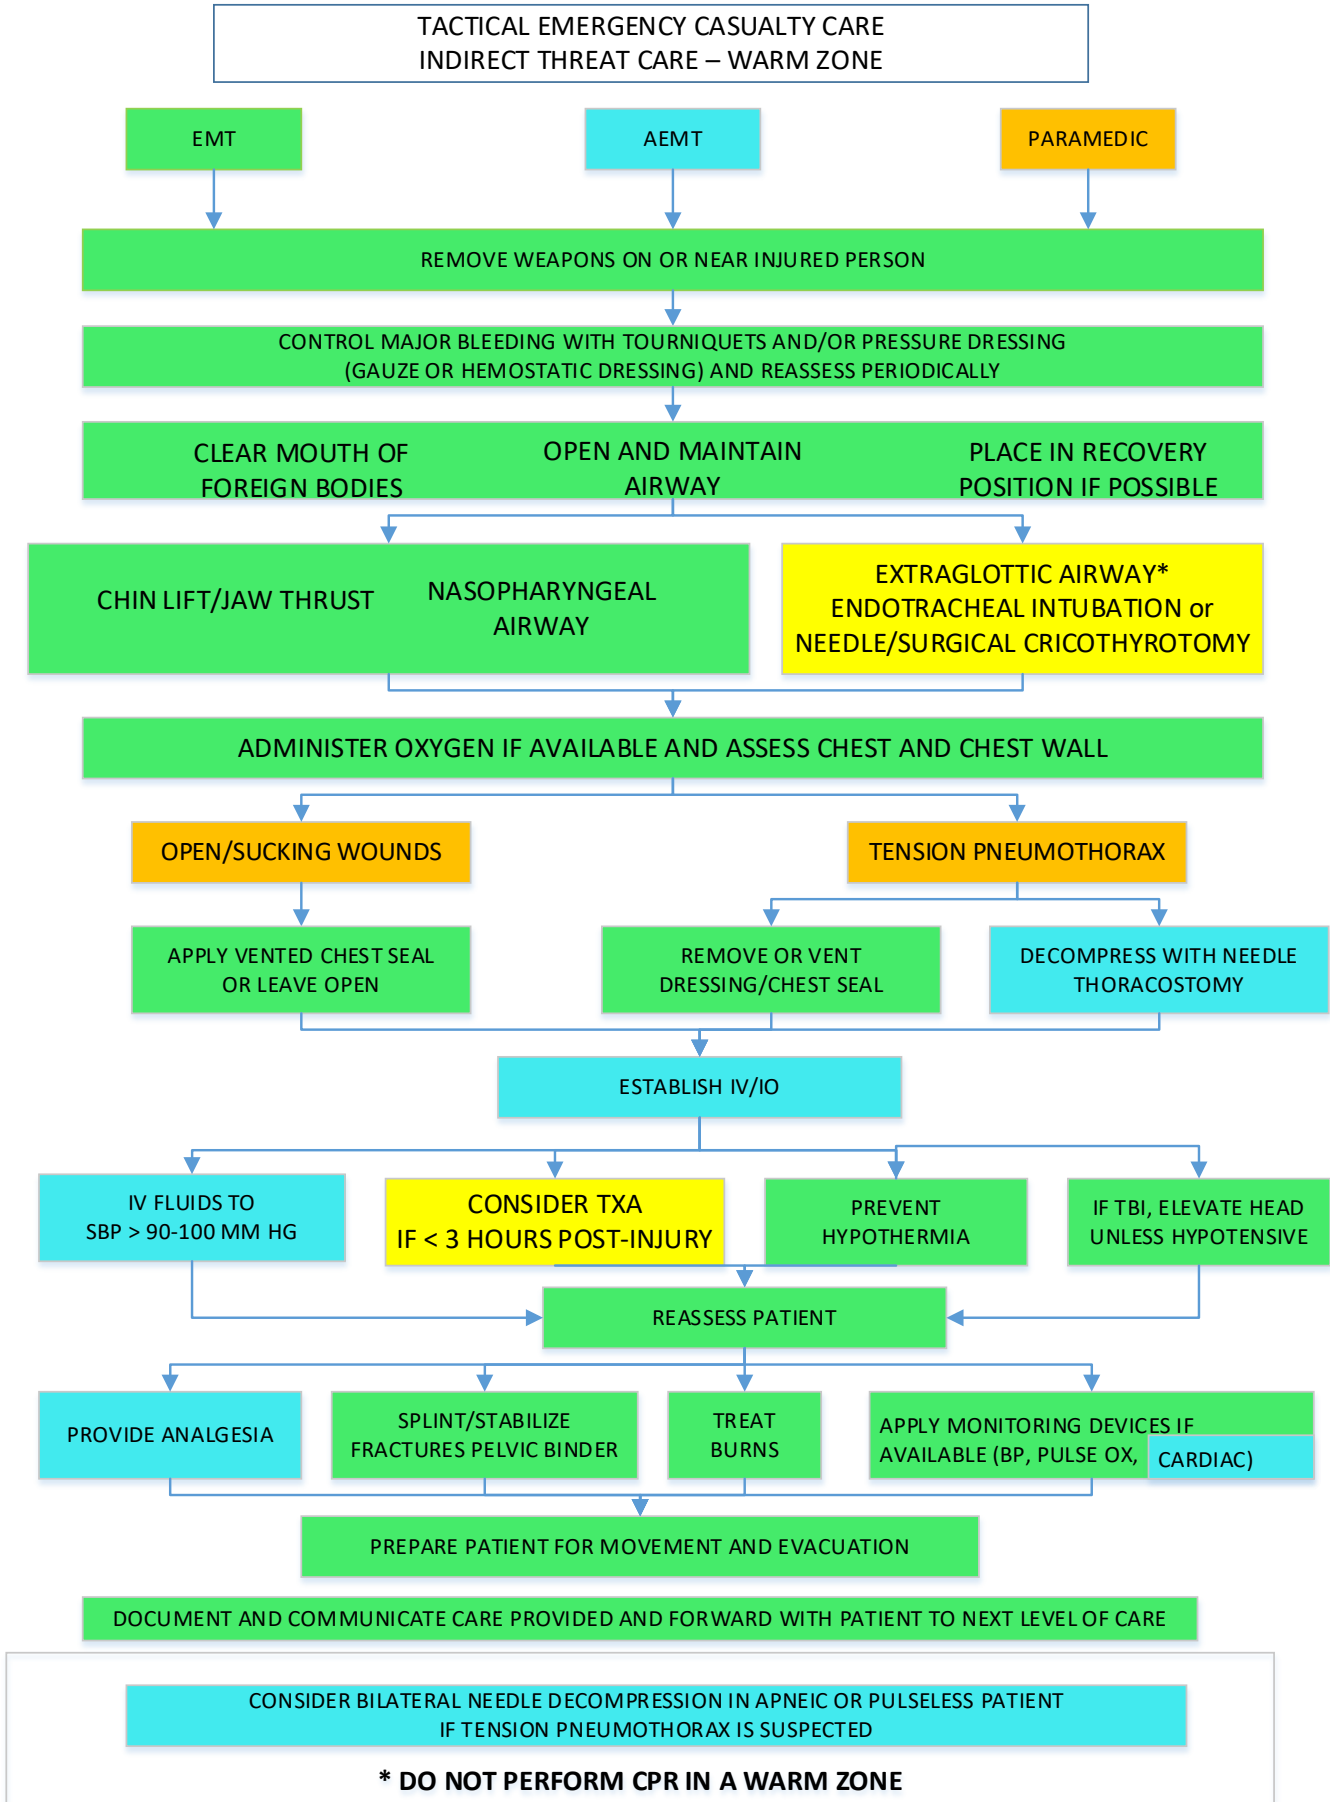 TACTICAL EMERGENCY CASUALTY CARE
INDIRECT THREAT CARE – WARM ZONE
EMT
AEMT
PARAMEDIC
REMOVE WEAPONS ON OR NEAR INJURED PERSON
CONTROL MAJOR BLEEDING WITH TOURNIQUETS AND/OR PRESSURE DRESSING
(GAUZE OR HEMOSTATIC DRESSING) AND REASSESS PERIODICALLY
CLEAR MOUTH OF
FOREIGN BODIES
OPEN AND MAINTAIN
AIRWAY
PLACE IN RECOVERY
POSITION IF POSSIBLE
CHIN LIFT/JAW THRUST
NASOPHARYNGEAL
AIRWAY
EXTRAGLOTTIC AIRWAY*
ENDOTRACHEAL INTUBATION or
NEEDLE/SURGICAL CRICOTHYROTOMY
ADMINISTER OXYGEN IF AVAILABLE AND ASSESS CHEST AND CHEST WALL
OPEN/SUCKING WOUNDS
TENSION PNEUMOTHORAX
APPLY VENTED CHEST SEAL
OR LEAVE OPEN
REMOVE OR VENT
DRESSING/CHEST SEAL
DECOMPRESS WITH NEEDLE
THORACOSTOMY
ESTABLISH IV/IO
IV FLUIDS TO
SBP > 90-100 MM HG
CONSIDER TXA
IF < 3 HOURS POST-INJURY
PREVENT
HYPOTHERMIA
IF TBI, ELEVATE HEAD
UNLESS HYPOTENSIVE
REASSESS PATIENT
PROVIDE ANALGESIA
SPLINT/STABILIZE
FRACTURES PELVIC BINDER
TREAT
BURNS
APPLY MONITORING DEVICES IF
AVAILABLE (BP, PULSE OX, CARDIAC)
PREPARE PATIENT FOR MOVEMENT AND EVACUATION
DOCUMENT AND COMMUNICATE CARE PROVIDED AND FORWARD WITH PATIENT TO NEXT LEVEL OF CARE
CONSIDER BILATERAL NEEDLE DECOMPRESSION IN APNEIC OR PULSELESS PATIENT
IF TENSION PNEUMOTHORAX IS SUSPECTED
* DO NOT PERFORM CPR IN A WARM ZONE